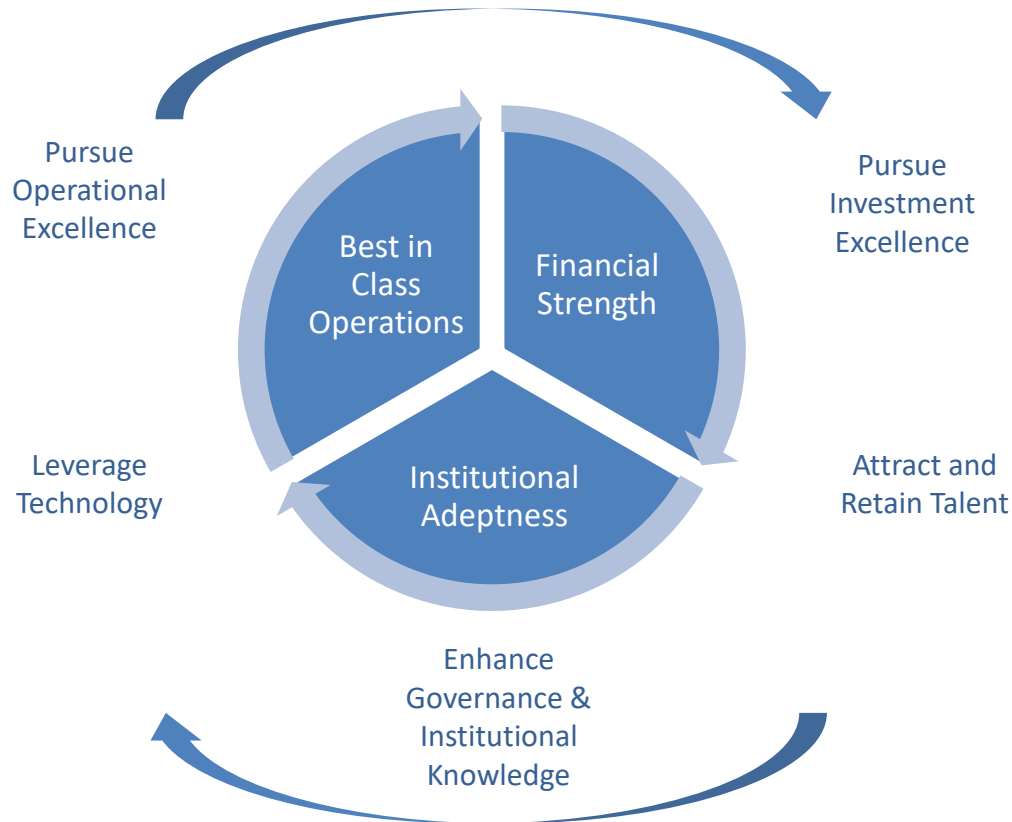 Pursue
Operational
Excellence
Pursue
Investment
Excellence
Best in
Class
Operations
Financial
Strength
Leverage
Technology
Institutional
Adeptness
Attract and
Retain Talent
Enhance
Governance &
Institutional
Knowledge